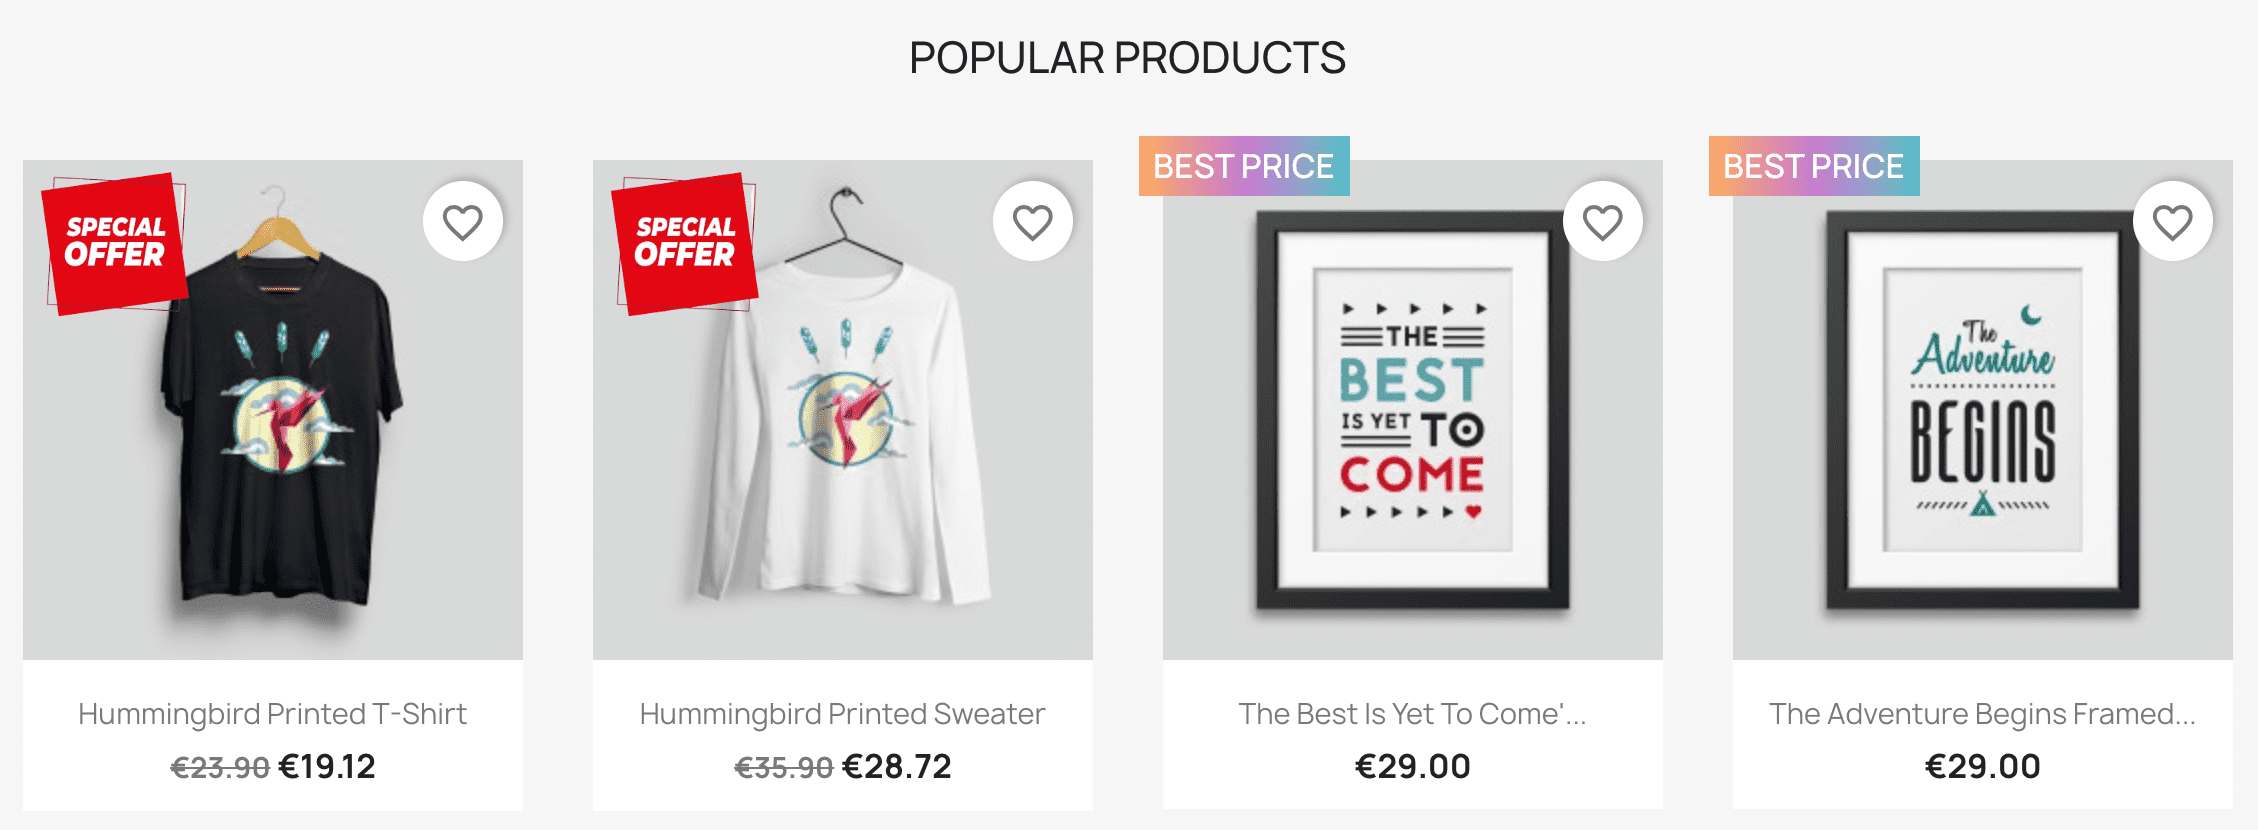 POPULAR PRODUCTS
SPECIAL
OFFER
SPECIAL
OFFER
BEST PRICE
THE
BEST
IS YET TO
COME
BEST PRICE
The
Adventure
BEGINS
Hummingbird Printed T-Shirt
€23.90 €19.12
Hummingbird Printed Sweater
€35.90 €28.72
The Best Is Yet To Come'...
€29.00
The Adventure Begins Framed...
€29.00